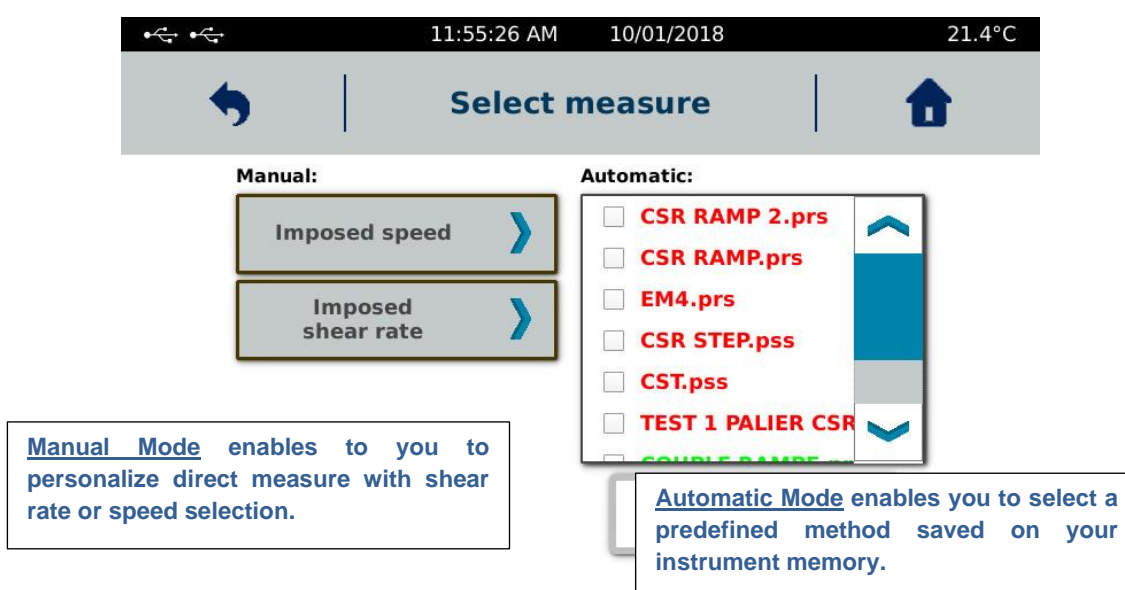 11:55:26 AM 10/01/2018 21.4°C
Select measure
Manual:
Imposed speed
Imposed
shear rate
Automatic:
CSR RAMP 2.prs
CSR RAMP.prs
EM4.prs
CSR STEP.pss
CST.pss
TEST 1 PALIER CSR
COUPLE RAMPE
Manual Mode enables to you to
personalize direct measure with shear
rate or speed selection.
Automatic Mode enables you to select a
predefined method saved on your
instrument memory.